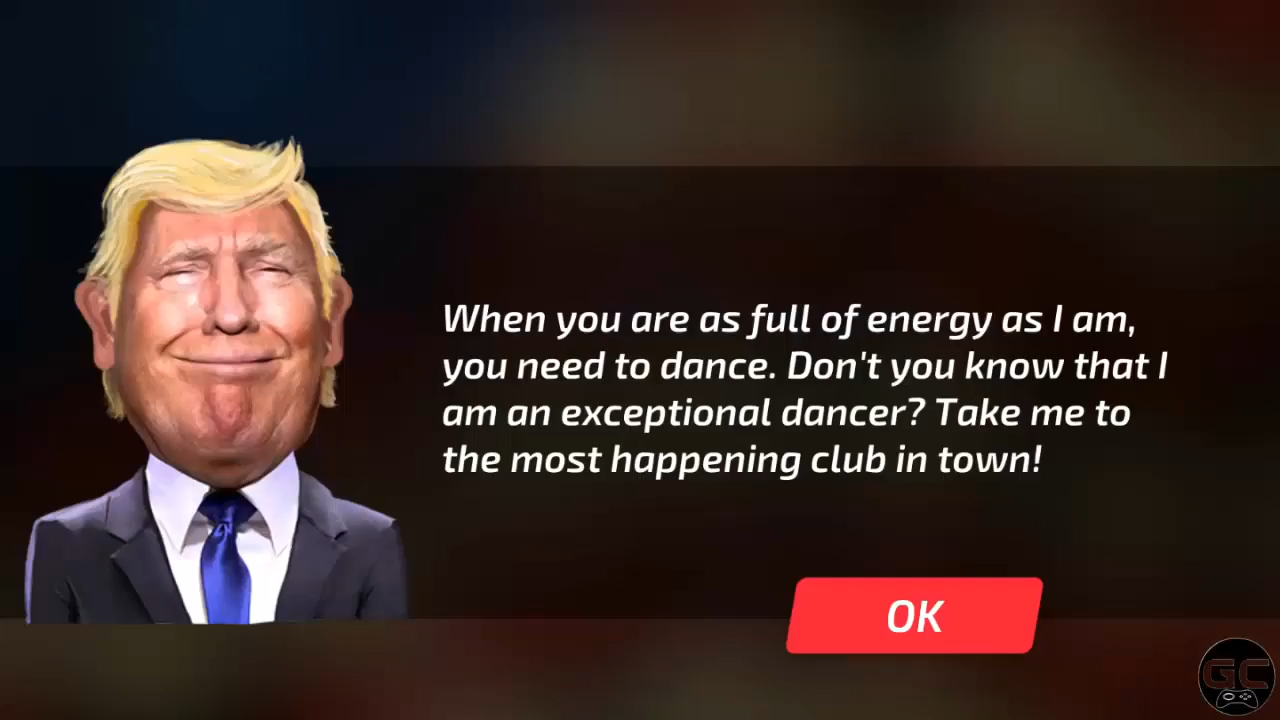 When you are as full of energy as I am,
you need to dance. Don't you know that I
am an exceptional dancer? Take me to
the most happening club in town!
OK
GC